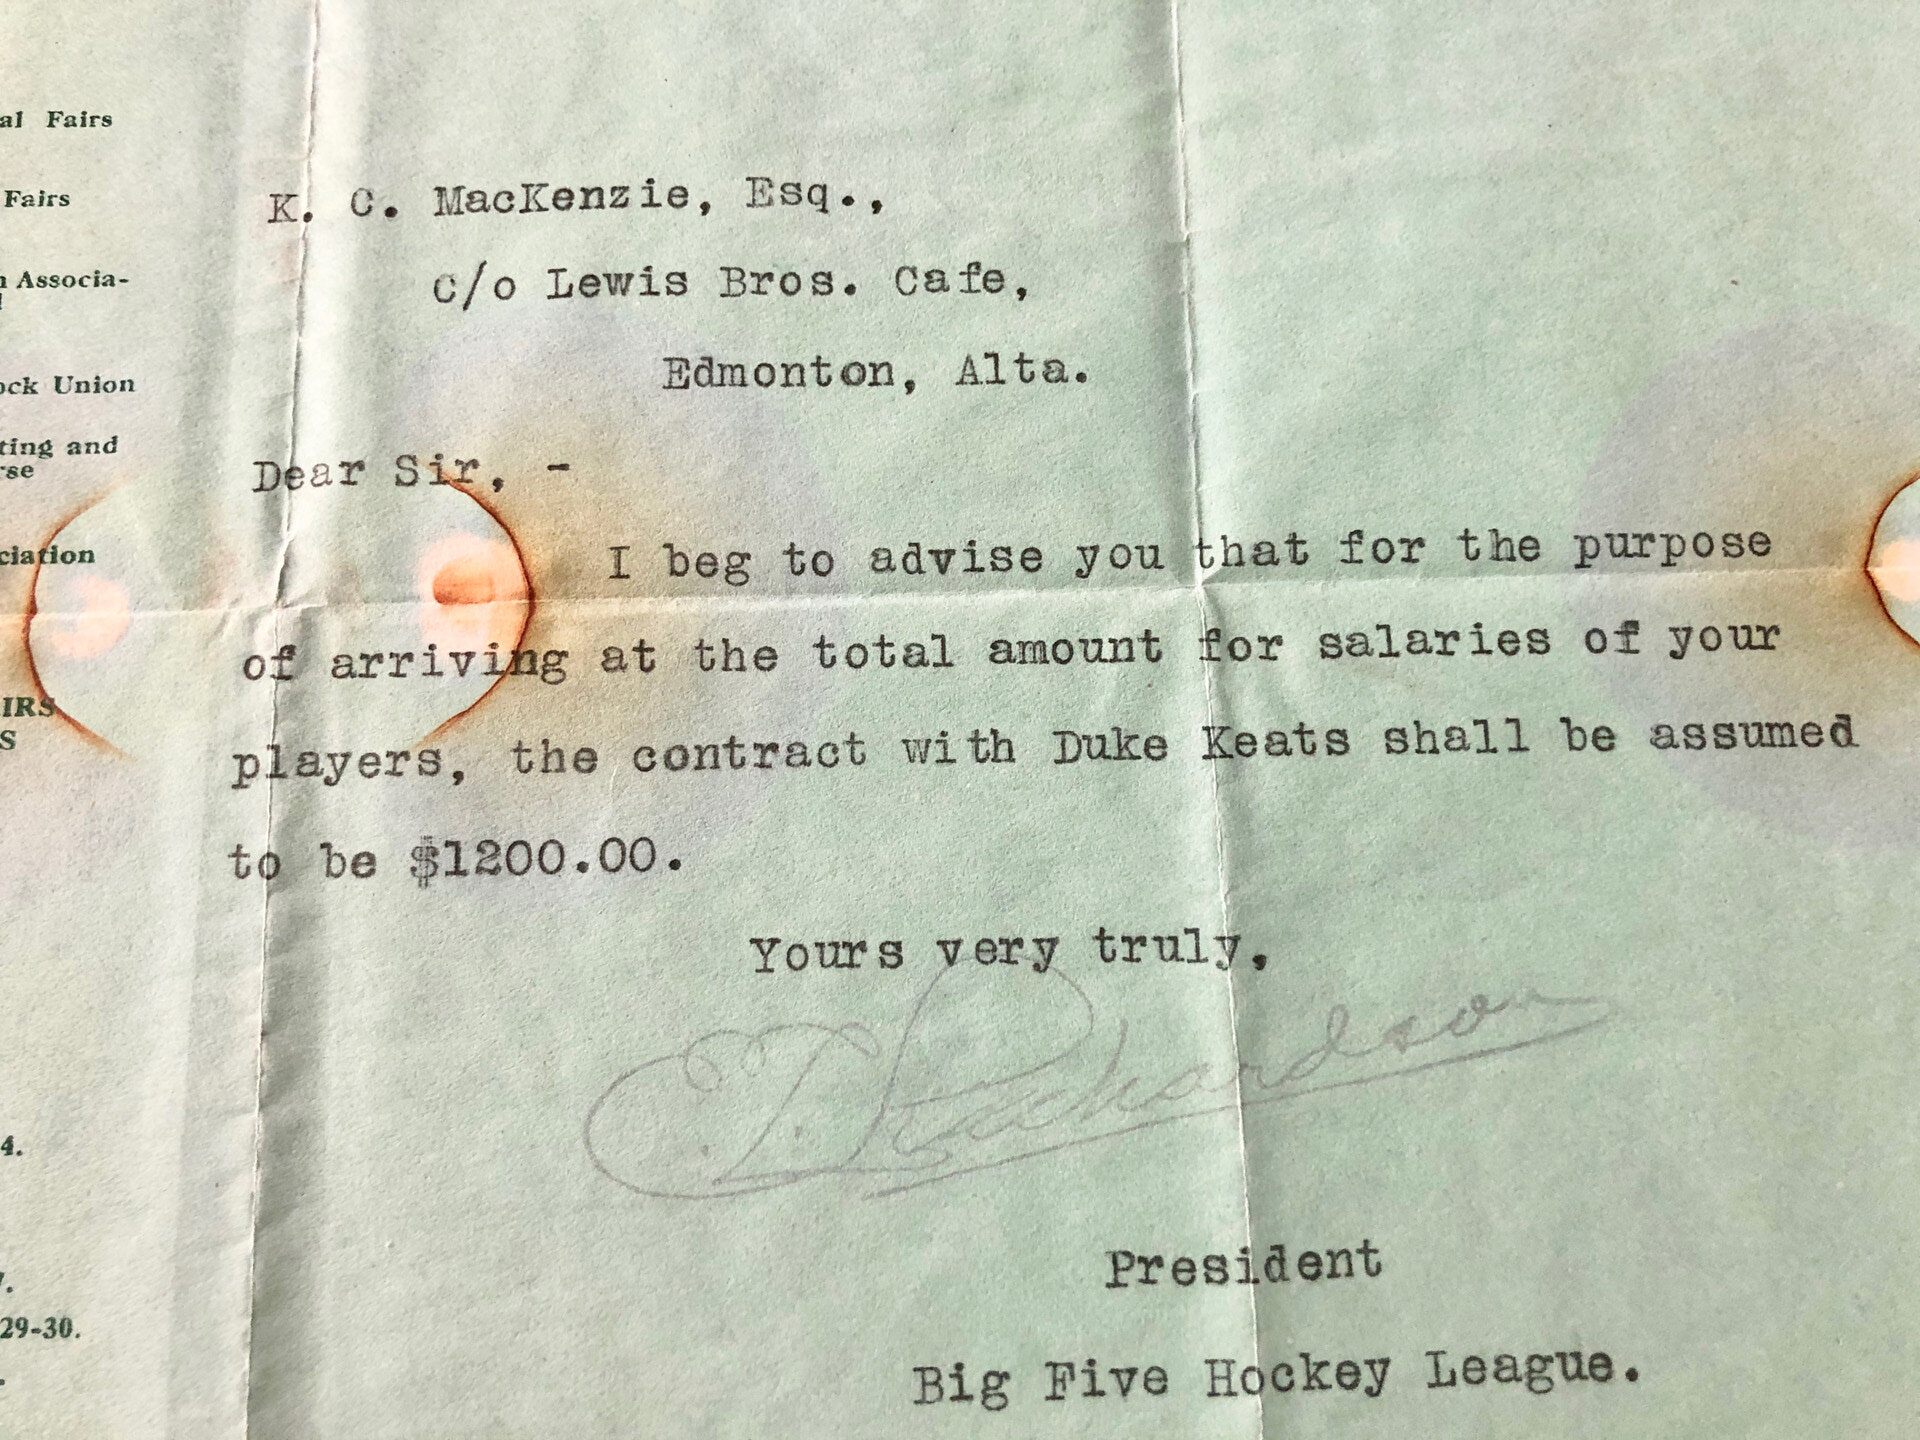 al Fairs
Fairs
n Associa-
ock Union
ting and
rse
ciation
IRS
S
4.
29-30.
K. C. MacKenzie, Esq.,
c/o Lewis Bros. Cafe,
Edmonton, Alta.
Dear Sir, -
I beg to advise you that for the purpose
of arriving at the total amount for salaries of your
players, the contract with Duke Keats shall be assumed
to be $1200.00.
Yours very truly,
E. L. Richardson
President
Big Five Hockey League.